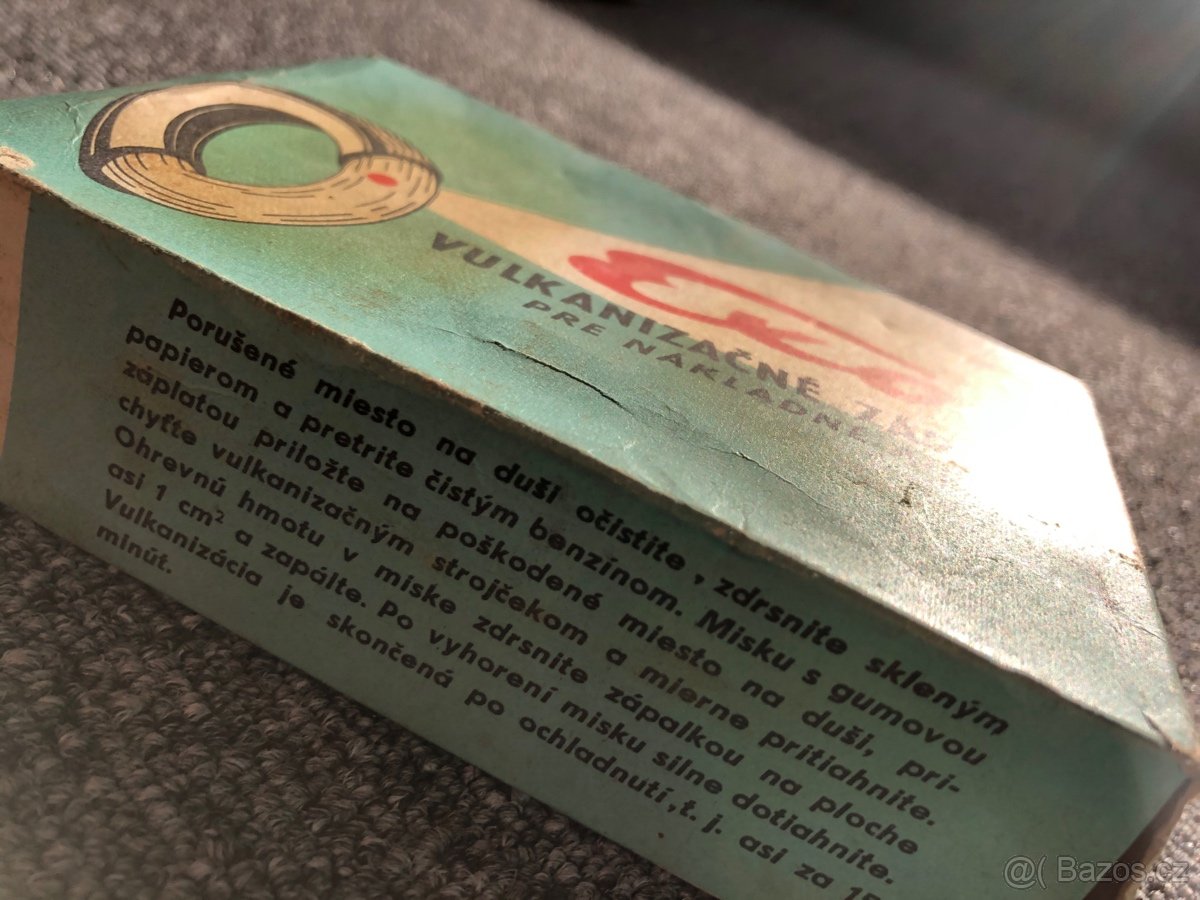 VULKANIZAČNÉ
PRE NÁKLADNÉ
Porušené miesto na duši očistite, zdrsnite skleným
papierom a pretrite čistým benzínom. Misku s gumovou
záplatou priložte na poškodené miesto na duši, pri-
chyťte vulkanizačným strojčekom a mierne pritiahnite.
Ohrevnú hmotu v miske zdrsnite zápalkou na ploche
asi 1 cm² a zapálte. Po vyhorení misku silne dotiahnite.
Vulkanizácia je skončená po ochladnutí, t. j. asi za
minút.
@( Bazos.cz